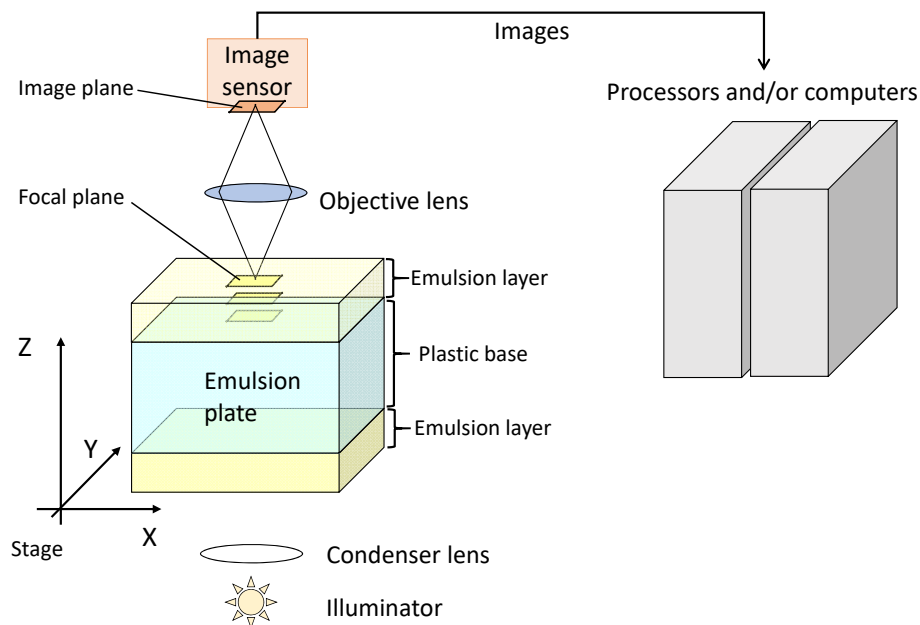 Images
Image
sensor
Image plane
Processors and/or computers
Focal plane
Objective lens
Emulsion layer
Z
Plastic base
Emulsion
plate
Emulsion layer
Y
X
Stage
Condenser lens
Illuminator